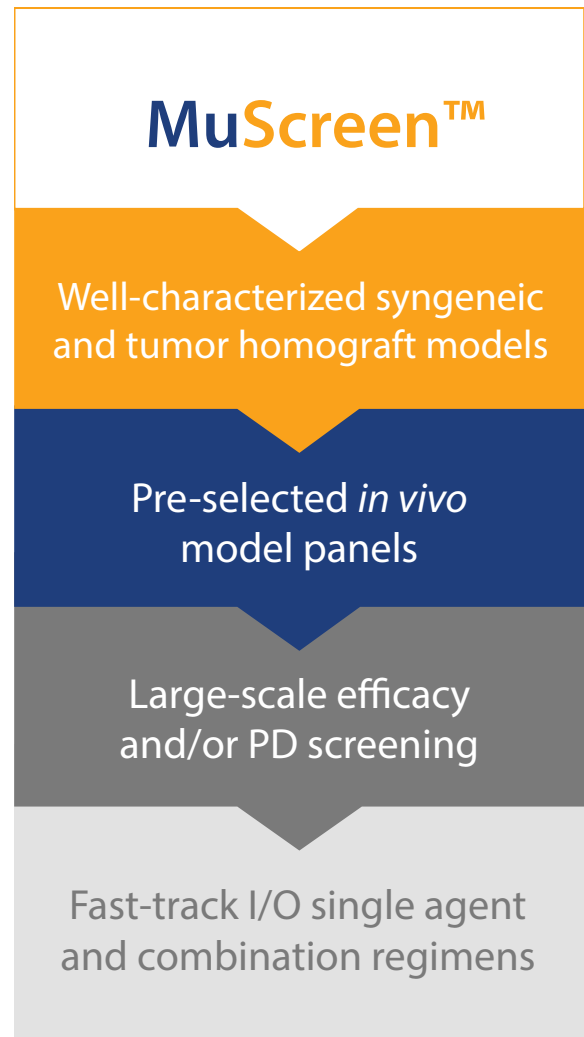 MuScreen™
Well-characterized syngeneic
and tumor homograft models
Pre-selected in vivo
model panels
Large-scale efficacy
and/or PD screening
Fast-track I/O single agent
and combination regimens